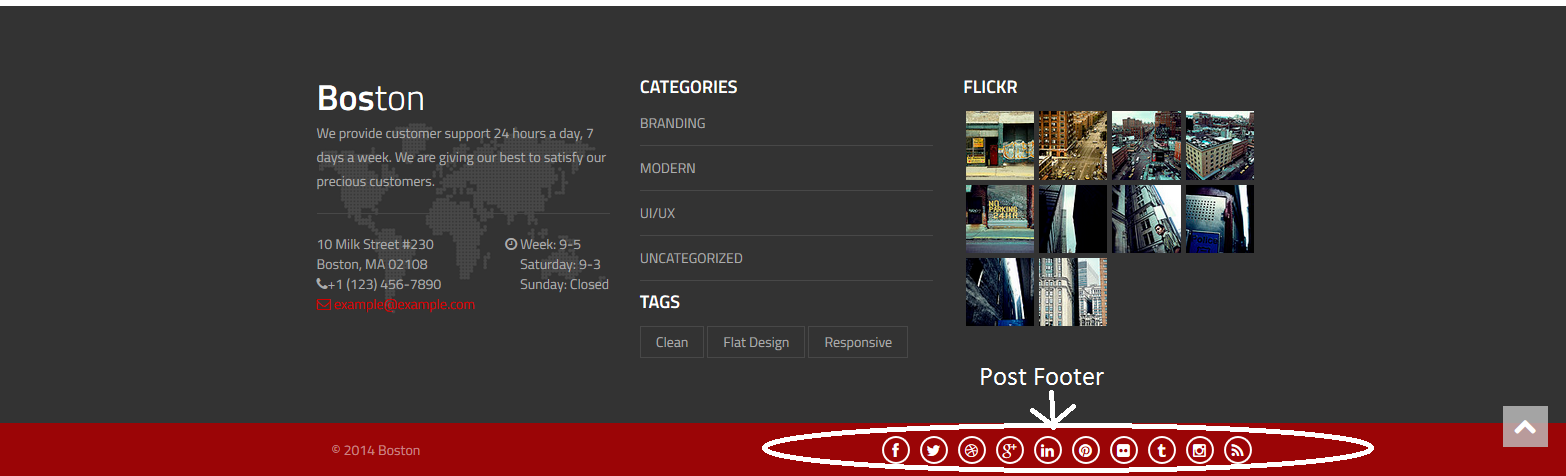 Boston
We provide customer support 24 hours a day, 7
days a week. We are giving our best to satisfy our
precious customers.
10 Milk Street #230
Boston, MA 02108
+1 (123) 456-7890
example@example.com
Week: 9-5
Saturday: 9-3
Sunday: Closed
CATEGORIES
BRANDING
MODERN
UI/UX
UNCATEGORIZED
TAGS
Clean Flat Design Responsive
FLICKR
NO
PARKING
24HR
Post Footer
© 2014 Boston